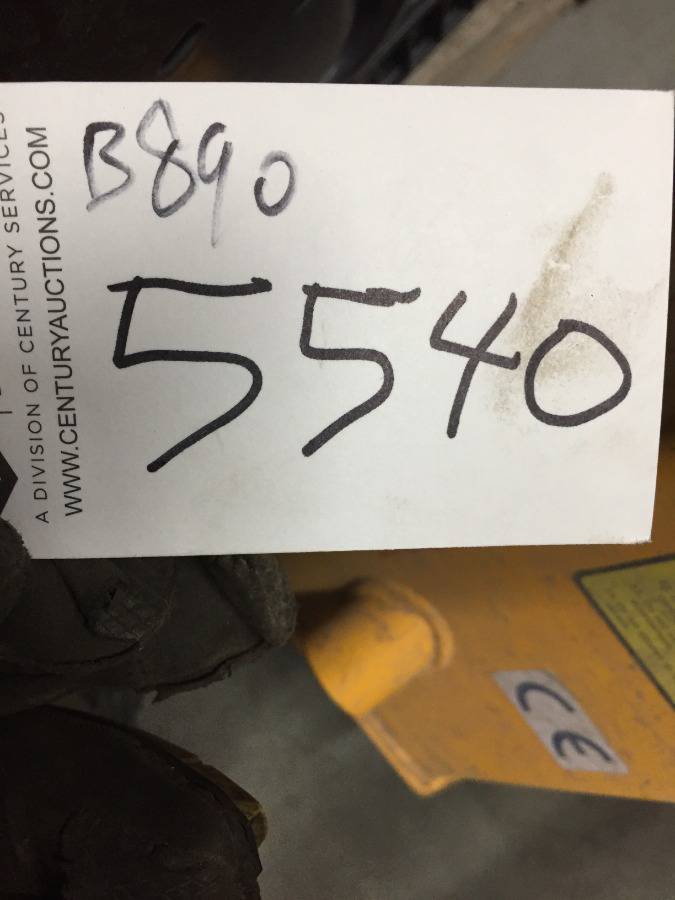 B890
5540
A DIVISION OF CENTURY SERVICES
WWW.CENTURYAUCTIONS.COM
CE